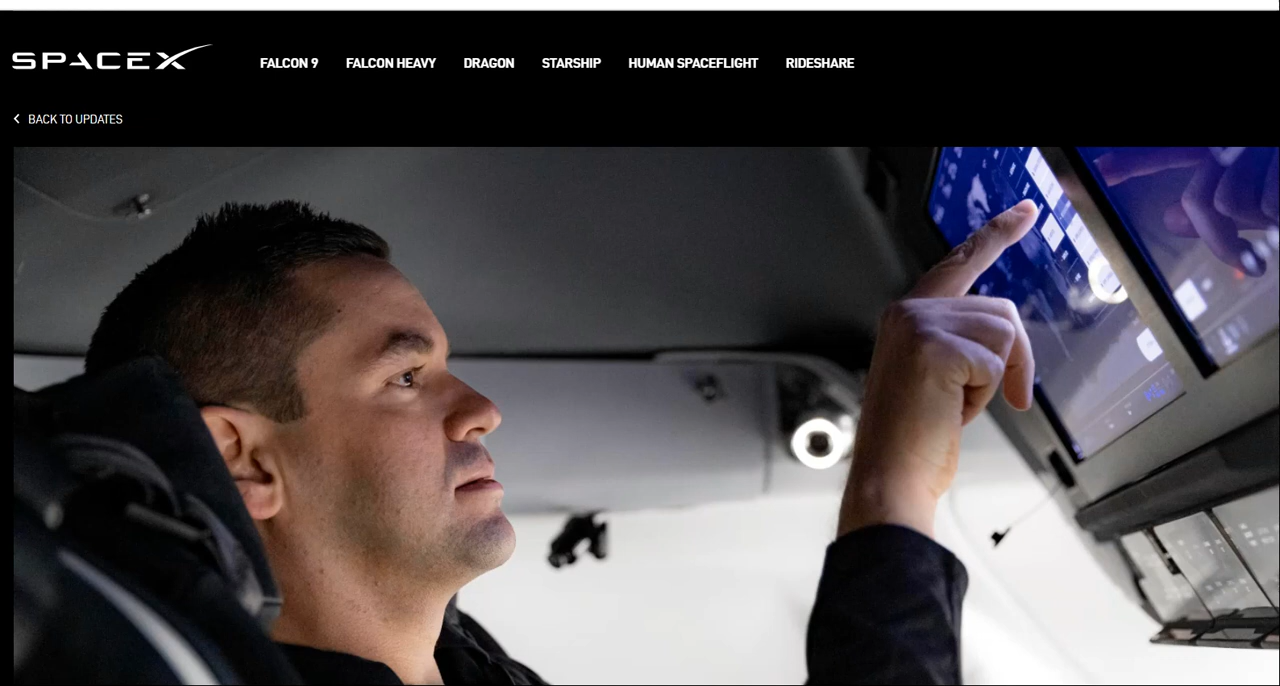 SPACEX
FALCON 9 FALCON HEAVY DRAGON STARSHIP HUMAN SPACEFLIGHT RIDESHARE
BACK TO UPDATES